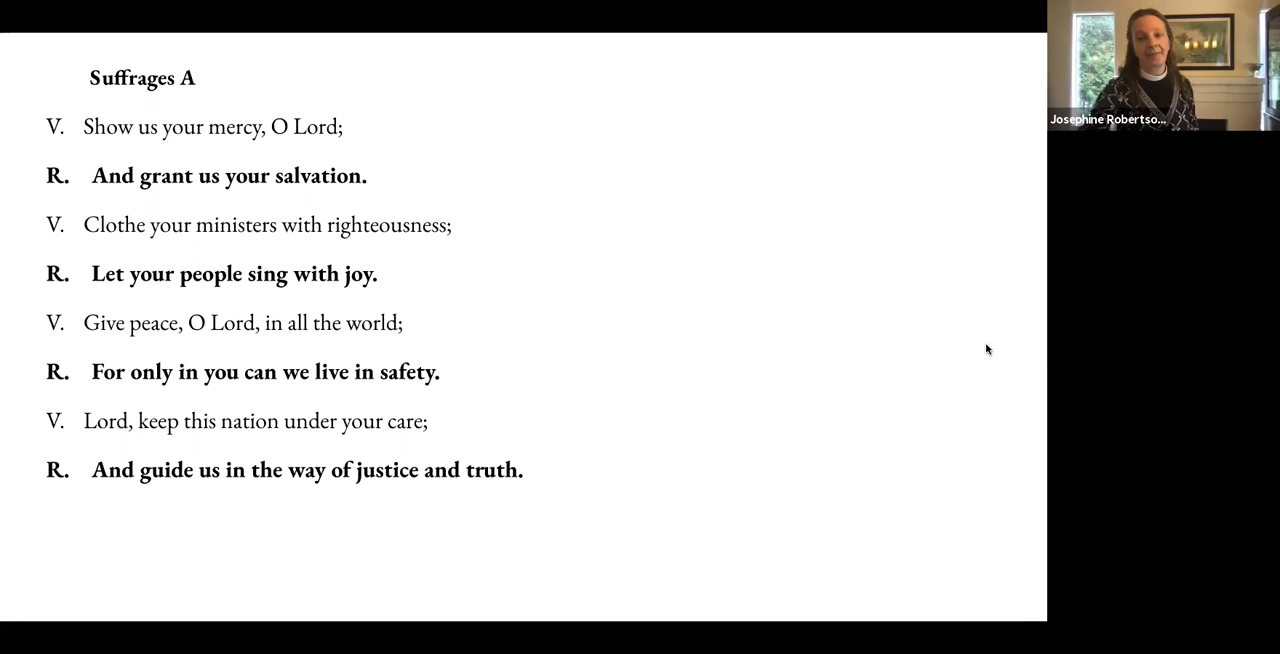 Suffrages A
V. Show us your mercy, O Lord;
R. And grant us your salvation.
V. Clothe your ministers with righteousness;
R. Let your people sing with joy.
V. Give peace, O Lord, in all the world;
R. For only in you can we live in safety.
V. Lord, keep this nation under your care;
R. And guide us in the way of justice and truth.
Josephine Robertso...